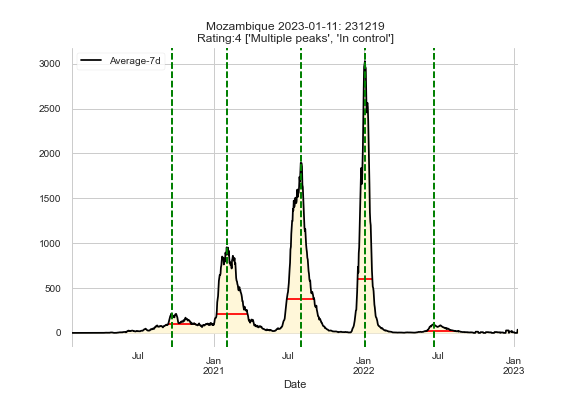 Mozambique 2023-01-11: 231219
Rating:4 ['Multiple peaks', 'In control']
Average-7d
3000
2500
2000
1500
1000
500
0
Jul
Jan
2021
Jul
Jan
2022
Jul
Jan
2023
Date